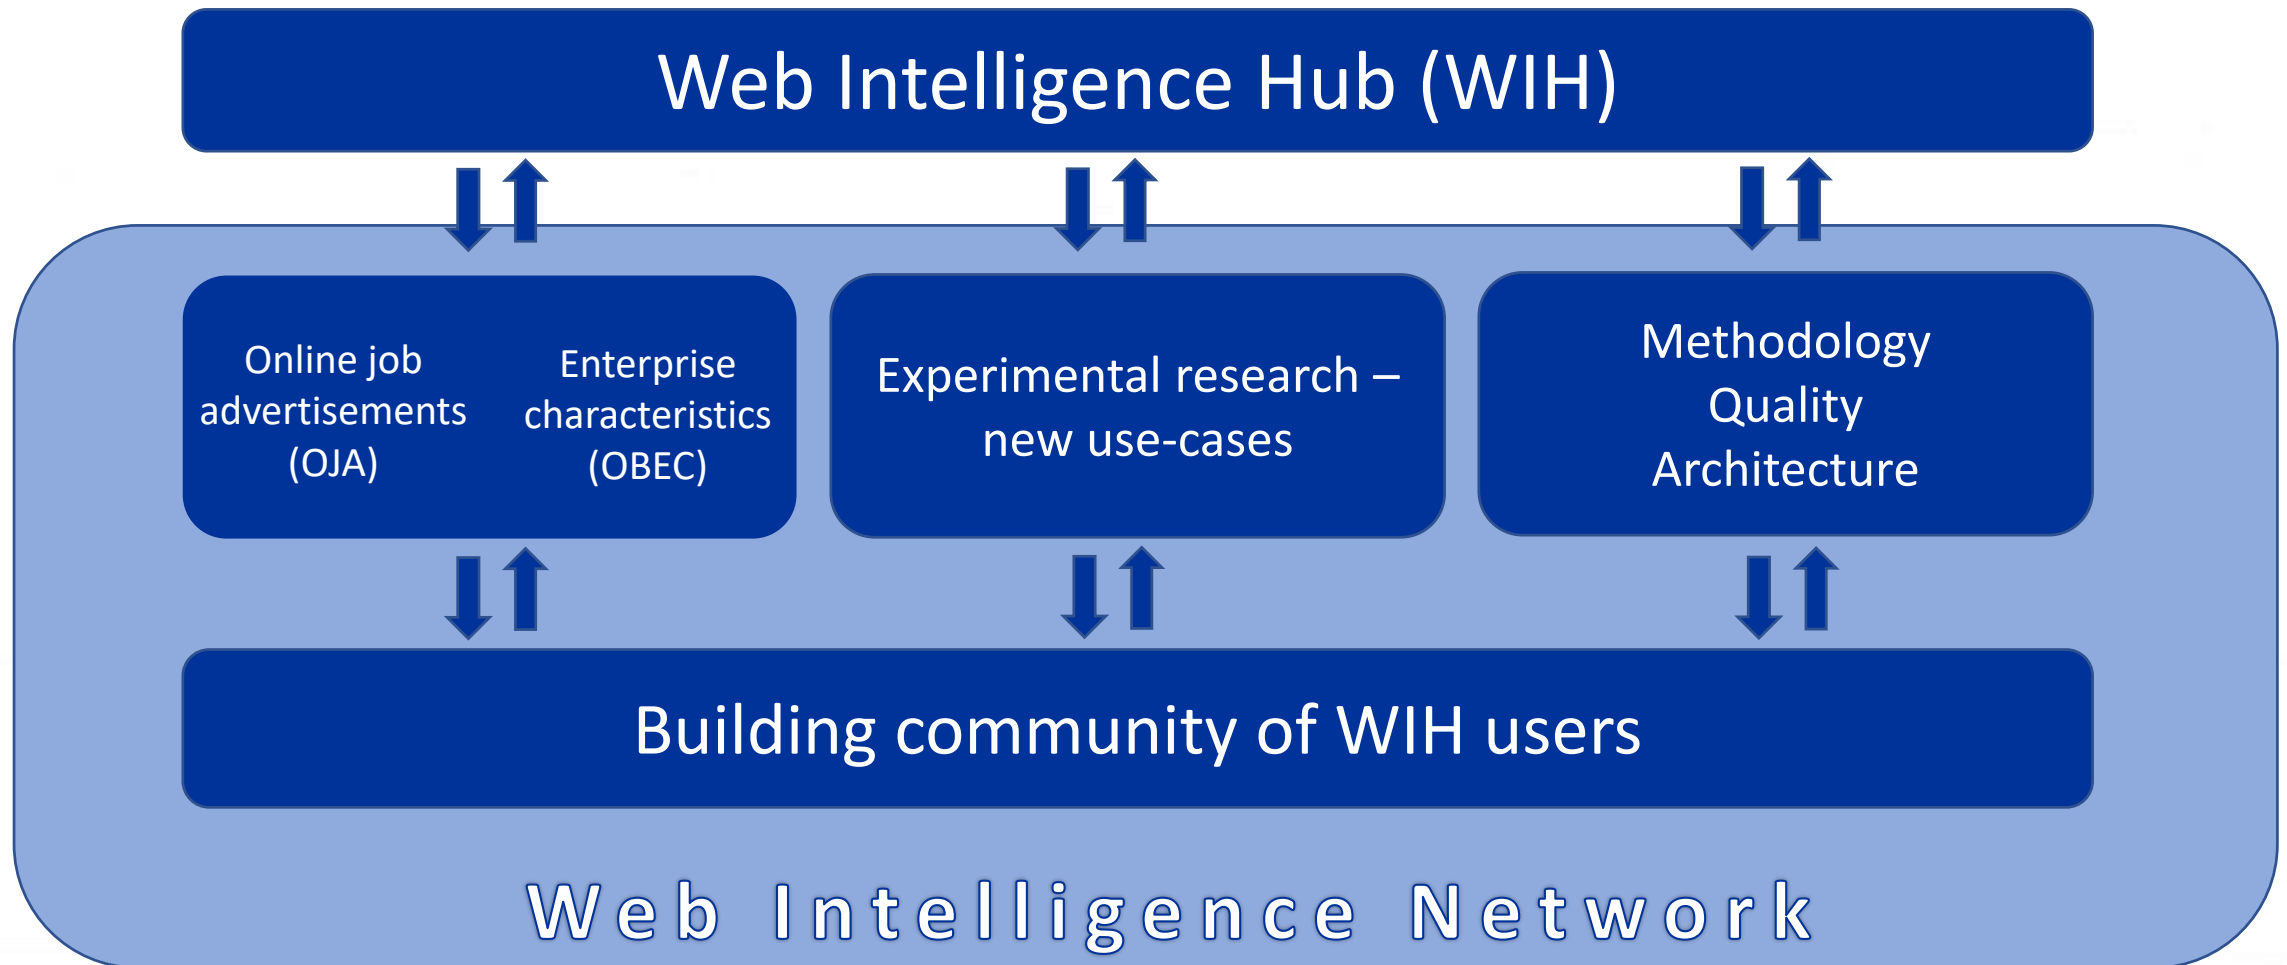 Web Intelligence Hub (WIH)
Online job
advertisements
(OJA)
Enterprise
characteristics
(OBEC)
Experimental research –
new use-cases
Methodology
Quality
Architecture
Building community of WIH users
Web Intelligence Network